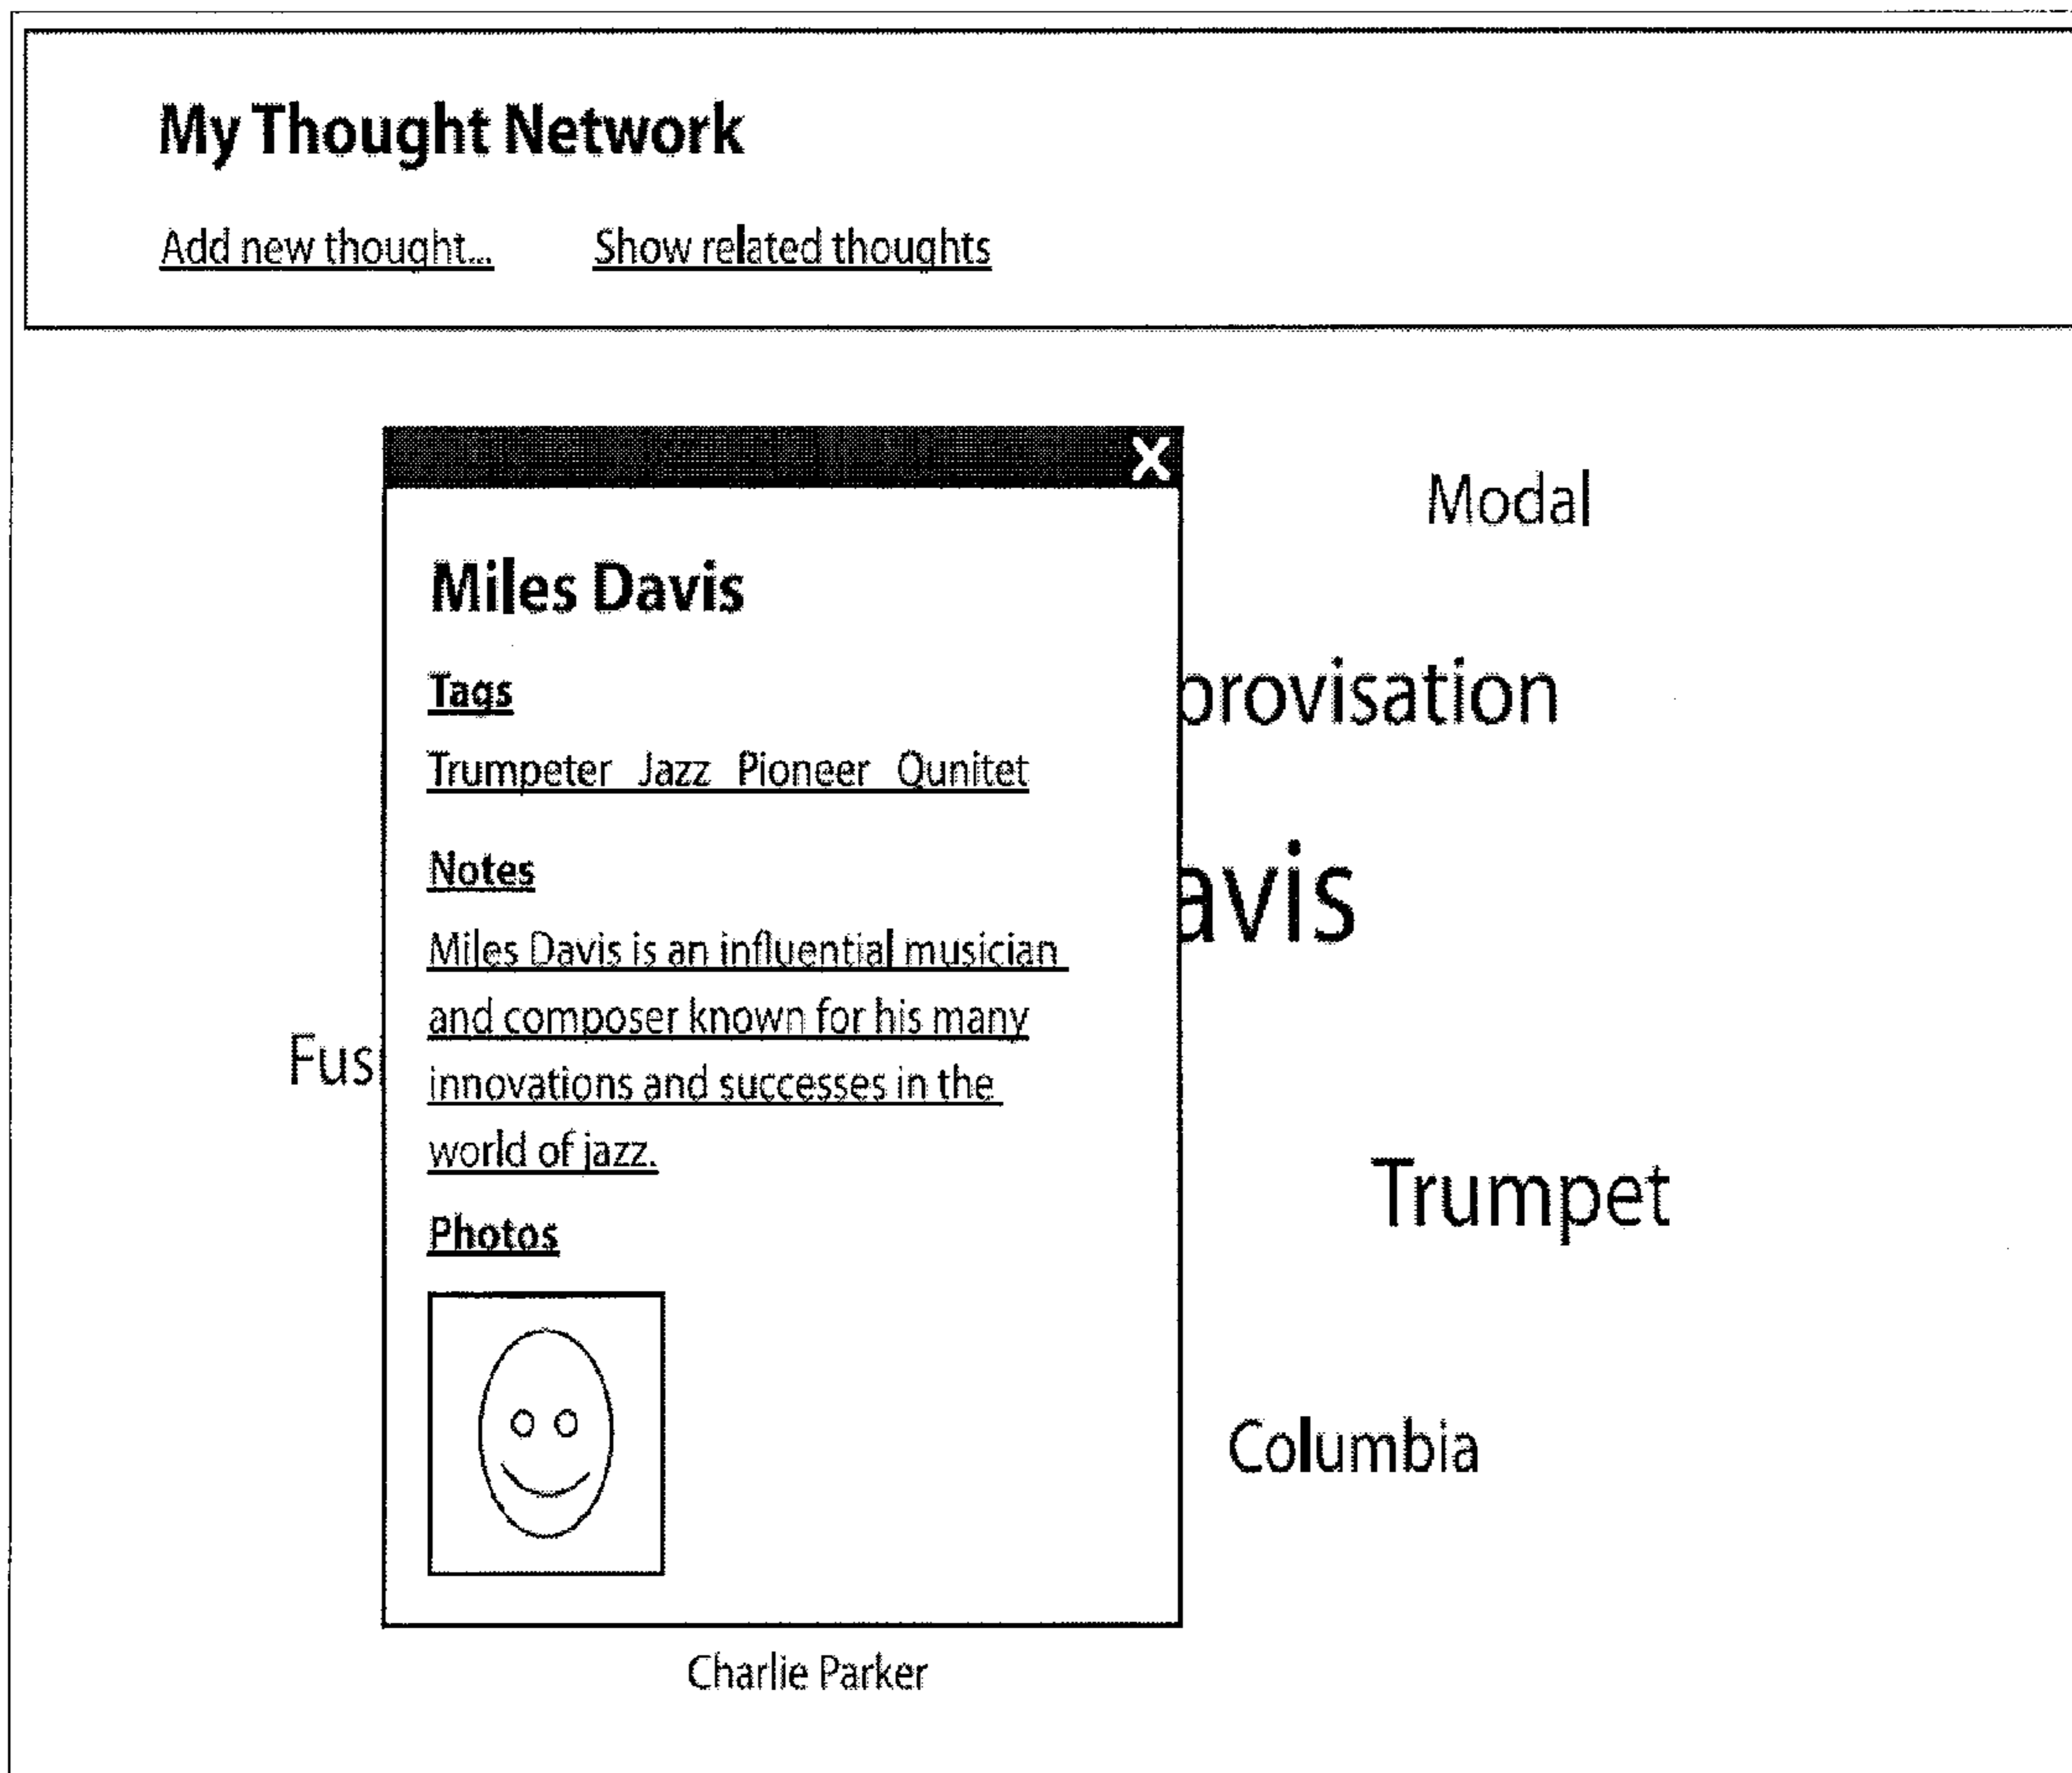 My Thought Network
Add new thought... Show related thoughts
X
Modal
Miles Davis
Tags
provisation
Trumpeter Jazz Pioneer Qunitet
Notes
avis
Miles Davis is an influential musician
and composer known for his many
Fus
innovations and successes in the
world of jazz.
Trumpet
Photos
Columbia
Charlie Parker